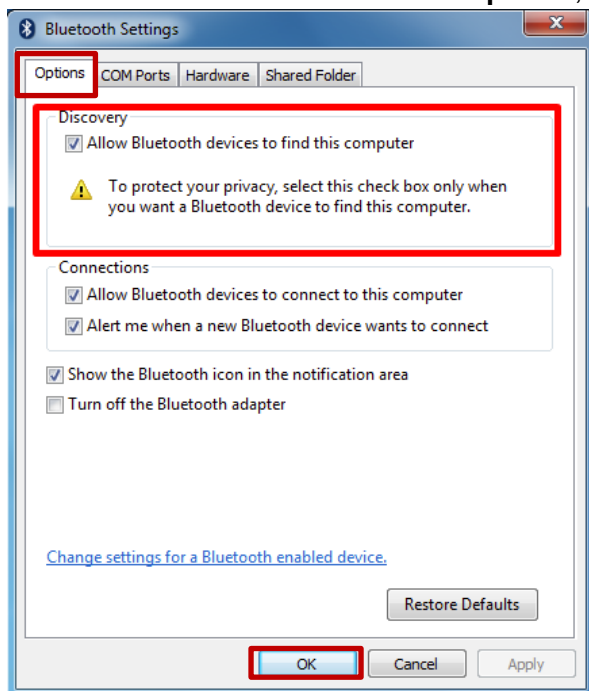 Bluetooth Settings
Options COM Ports Hardware Shared Folder
Discovery
Allow Bluetooth devices to find this computer
To protect your privacy, select this check box only when
you want a Bluetooth device to find this computer.
Connections
Allow Bluetooth devices to connect to this computer
Alert me when a new Bluetooth device wants to connect
Show the Bluetooth icon in the notification area
Turn off the Bluetooth adapter
Change settings for a Bluetooth enabled device.
Restore Defaults
OK Cancel Apply